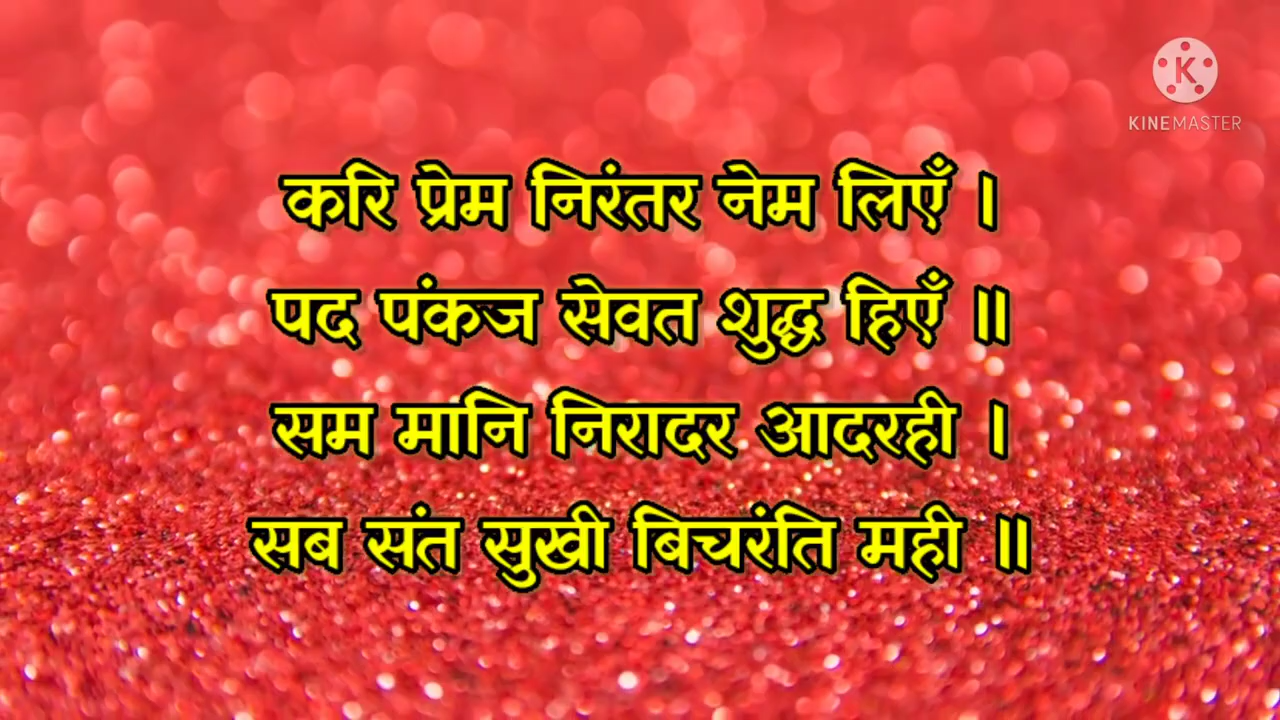 KINEMASTER
करि प्रेम निरंतर नेम लिएँ ।
पद पंकज सेवत शुद्ध हिएँ ॥
सम मानि निरादर आदरही ।
सब संत सुखी बिचरंति मही ॥